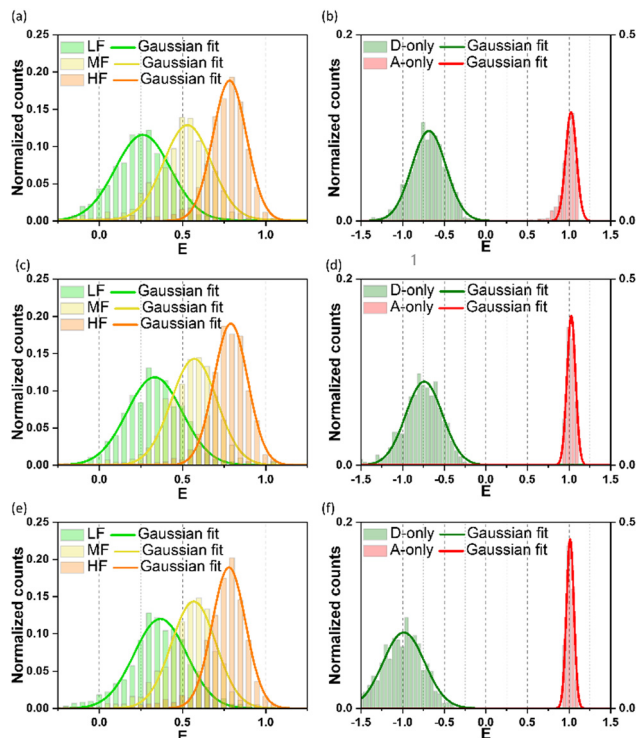 (a)
LF Gaussian fit
MF Gaussian fit
HF Gaussian fit
Normalized counts
0.25
0.20
0.15
0.10
0.05
0.00
0.0 0.5 1.0
E
(b)
D-only Gaussian fit
A-only Gaussian fit
Normalized counts
0.2
0.0
0.5
0.0
-1.5 -1.0 -0.5 0.0 0.5 1.0 1.5
E
1
(c)
LF Gaussian fit
MF Gaussian fit
HF Gaussian fit
Normalized counts
0.25
0.20
0.15
0.10
0.05
0.00
0.0 0.5 1.0
E
(d)
D-only Gaussian fit
A-only Gaussian fit
Normalized counts
0.2
0.0
0.5
0.0
-1.5 -1.0 -0.5 0.0 0.5 1.0 1.5
E
(e)
LF Gaussian fit
MF Gaussian fit
HF Gaussian fit
Normalized counts
0.25
0.20
0.15
0.10
0.05
0.00
0.0 0.5 1.0
E
(f)
D-only Gaussian fit
A-only Gaussian fit
Normalized counts
0.2
0.0
0.5
0.0
-1.5 -1.0 -0.5 0.0 0.5 1.0 1.5
E